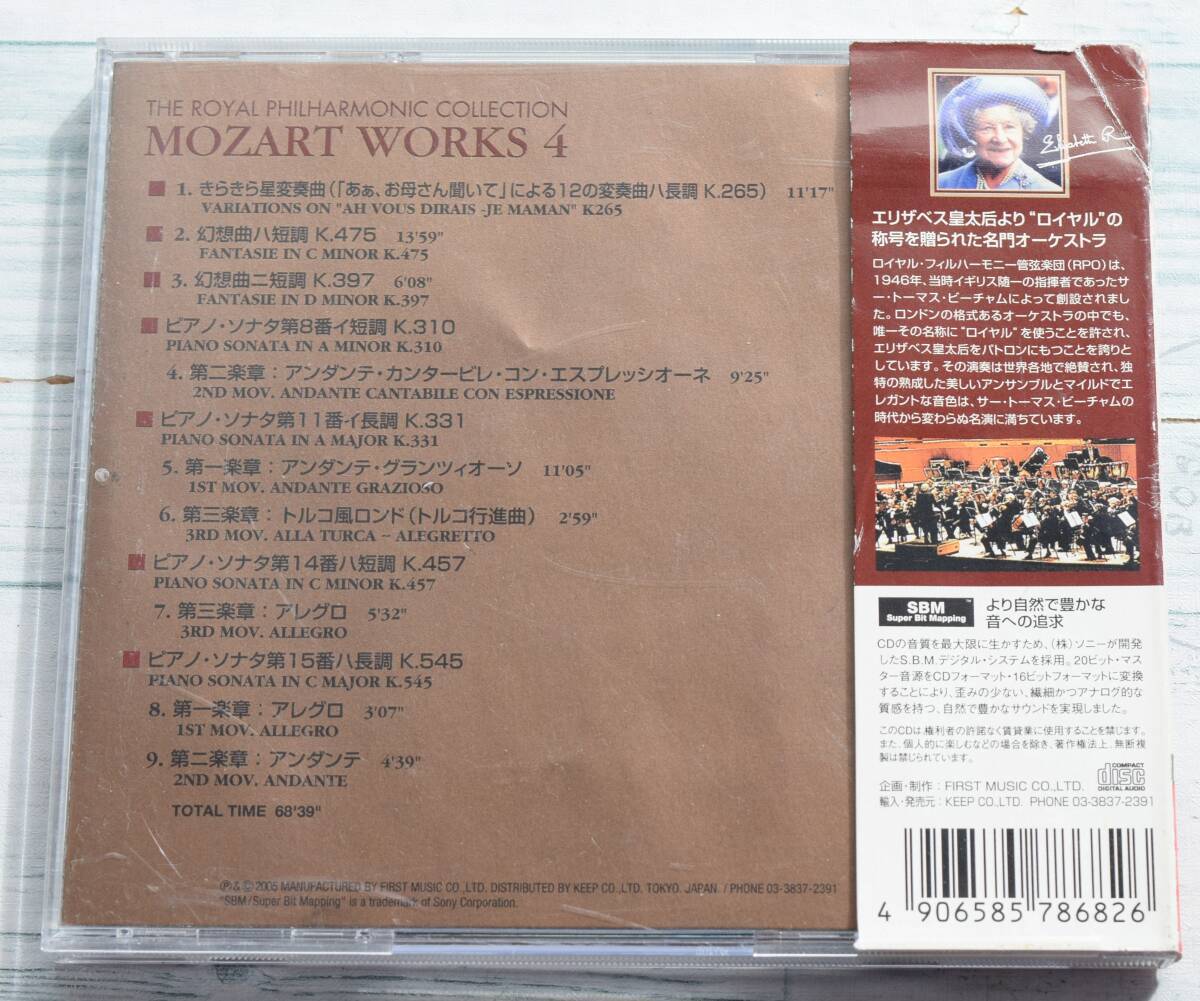 THE ROYAL PHILHARMONIC COLLECTION
MOZART WORKS 4
1. きらきら星変奏曲(「あぁ、お母さん聞いて」による12の変奏曲ハ長調 K.265) 11'17"
VARIATIONS ON "AH VOUS DIRAIS -JE MAMAN" K265
2. 幻想曲ハ短調 K.475 13'59"
FANTASIE IN C MINOR K.475
3. 幻想曲ニ短調 K.397 6'08"
FANTASIE IN D MINOR K.397
ピアノ・ソナタ第8番イ短調 K.310
PIANO SONATA IN A MINOR K.310
4. 第二楽章:アンダンテ・カンタービレ・コン・エスプレッシオーネ 9'25"
2ND MOV. ANDANTE CANTABILE CON ESPRESSIONE
ピアノ・ソナタ第11番イ長調 K.331
PIANO SONATA IN A MAJOR K.331
5. 第一楽章:アンダンテ・グランツィオーソ 11'05"
1ST MOV. ANDANTE GRAZIOSO
6. 第三楽章:トルコ風ロンド(トルコ行進曲) 2'59"
3RD MOV. ALLA TURCA – ALEGRETTO
ピアノ・ソナタ第14番ハ短調 K.457
PIANO SONATA IN C MINOR K.457
7. 第三楽章:アレグロ 5'32"
3RD MOV. ALLEGRO
ピアノ・ソナタ第15番ハ長調 K.545
PIANO SONATA IN C MAJOR K.545
8. 第一楽章:アレグロ 3'07"
1ST MOV. ALLEGRO
9. 第二楽章:アンダンテ 4'39"
2ND MOV. ANDANTE
TOTAL TIME 68'39"
Ⓟ&© 2005 MANUFACTURED BY FIRST MUSIC CO.,LTD. DISTRIBUTED BY KEEP CO.,LTD. TOKYO. JAPAN. / PHONE 03-3837-2391
"SBM/Super Bit Mapping" is a trademark of Sony Corporation.
Elizabeth R
エリザベス皇太后より"ロイヤル"の
称号を贈られた名門オーケストラ
ロイヤル・フィルハーモニー管弦楽団(RPO)は、
1946年、当時イギリス随一の指揮者であったサ
ー・トーマス・ビーチャムによって創設されまし
た。ロンドンの格式あるオーケストラの中でも、
唯一その名称に"ロイヤル"を使うことを許され、
エリザベス皇太后をパトロンにもつことを誇りと
しています。その演奏は世界各地で絶賛され、独
特の熟成した美しいアンサンブルとマイルドでエ
レガントな音色は、サー・トーマス・ビーチャムの
時代から変わらぬ名演に満ちています。
SBM™
Super Bit Mapping
より自然で豊かな
音への追求
CDの音質を最大限に生かすため、(株)ソニーが開発
したS.B.M.デジタル・システムを採用。20ビット・マス
ター音源をCDフォーマット・16ビットフォーマットに変換
することにより、歪みの少ない、繊細かつアナログ的な
質感を持つ、自然で豊かなサウンドを実現しました。
このCDは、権利者の許諾なく賃貸業に使用することを禁じます。
また、個人的に楽しむなどの場合を除き、著作権法上、無断複
製は禁じられています。
COMPACT
disc
DIGITAL AUDIO
企画・制作:FIRST MUSIC CO.,LTD.
輸入・発売元:KEEP CO.,LTD. PHONE 03-3837-2391
4 906585 786826